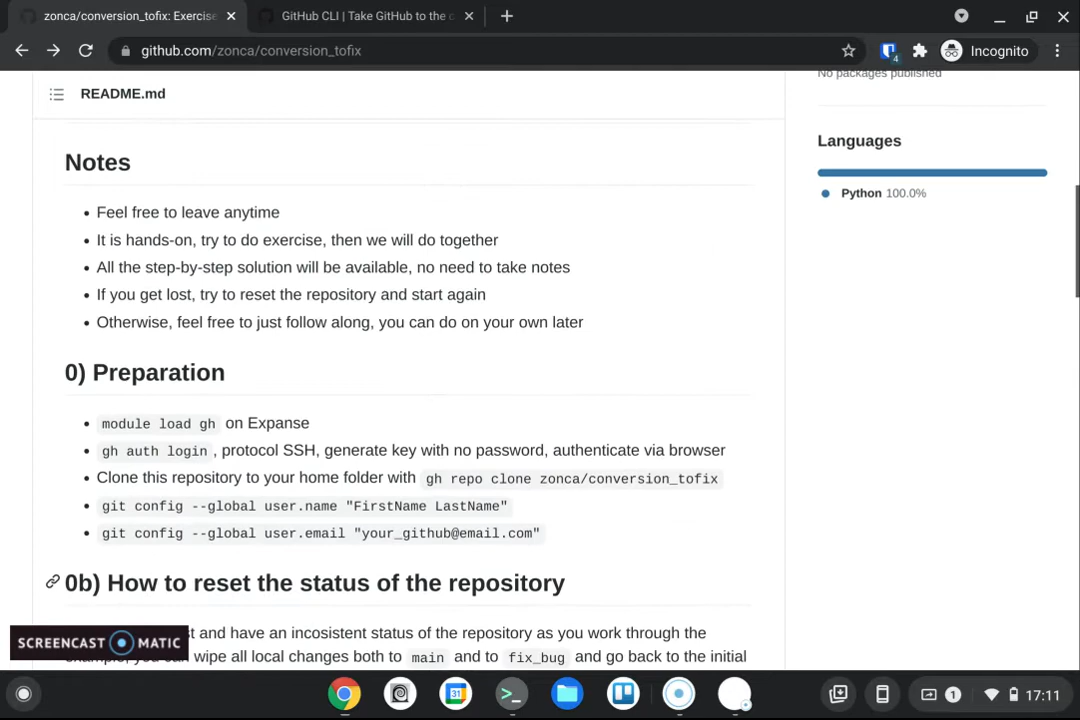 zonca/conversion_tofix: Exercise
GitHub CLI | Take GitHub to the c
github.com/zonca/conversion_tofix
4
Incognito
README.md
No packages published
Languages
Python 100.0%
Notes
Feel free to leave anytime
It is hands-on, try to do exercise, then we will do together
All the step-by-step solution will be available, no need to take notes
If you get lost, try to reset the repository and start again
Otherwise, feel free to just follow along, you can do on your own later
0) Preparation
module load gh on Expanse
gh auth login , protocol SSH, generate key with no password, authenticate via browser
Clone this repository to your home folder with gh repo clone zonca/conversion_tofix
git config --global user.name "FirstName LastName"
git config --global user.email "your_github@email.com"
0b) How to reset the status of the repository
t and have an incosistent status of the repository as you work through the
wipe all local changes both to main and to fix_bug and go back to the initial
SCREENCAST MATIC
31
1
17:11